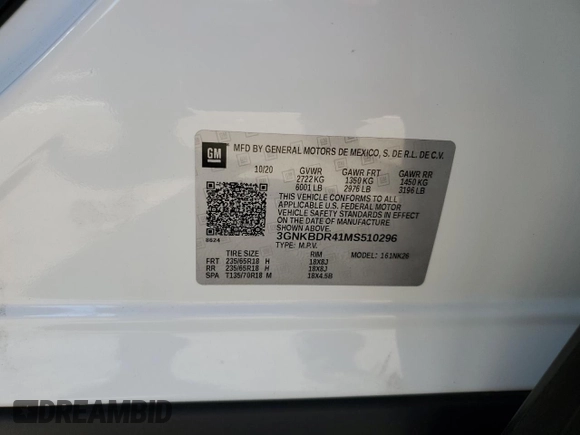 GM
MFD BY GENERAL MOTORS DE MEXICO, S. DE R.L. DE C.V.
10/20 GVWR GAWR FRT GAWR RR
2722 KG 1350 KG 1450 KG
6001 LB 2976 LB 3196 LB
THIS VEHICLE CONFORMS TO ALL
APPLICABLE U.S. FEDERAL MOTOR
VEHICLE SAFETY STANDARDS IN
EFFECT ON THE DATE OF MANUFACTURE
SHOWN ABOVE.
3GNKBDR41MS510296
TYPE: M.P.V.
8624
TIRE SIZE RIM MODEL: 161NK26
FRT 235/65R18 H 18X8J
RR 235/65R18 H 18X8J
SPA T135/70R18 M 18X4.5B
DREAMBID